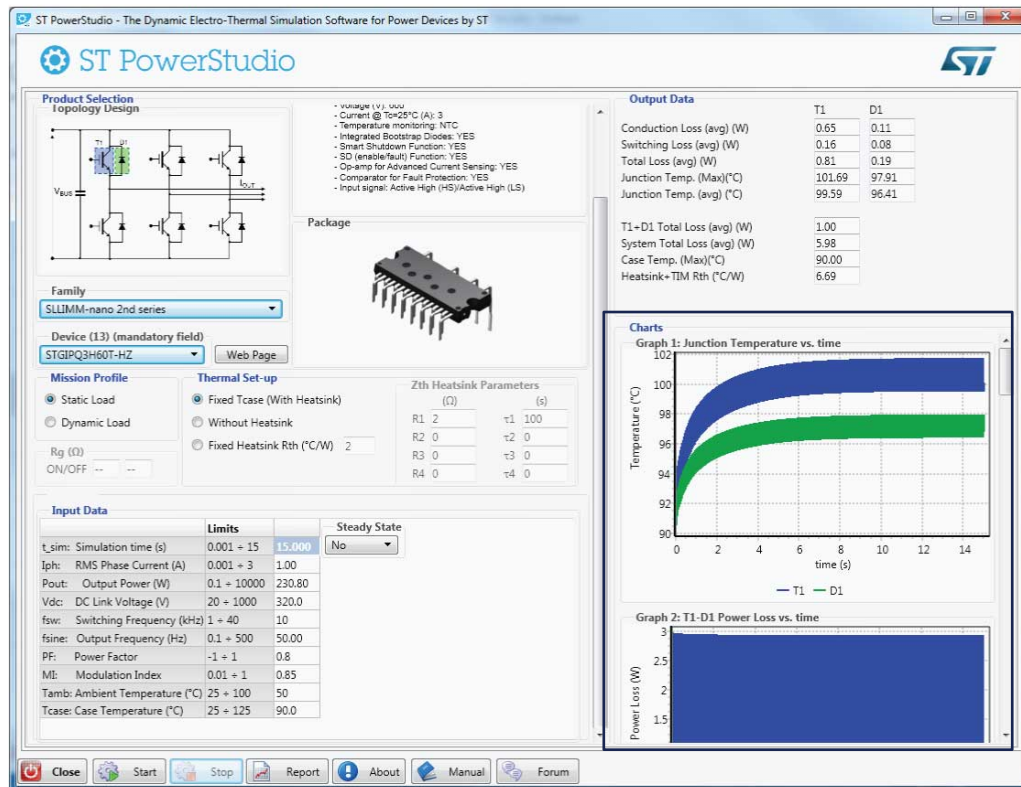 ST PowerStudio - The Dynamic Electro-Thermal Simulation Software for Power Devices by ST
ST PowerStudio
Product Selection
Topology Design
T1 D1
VBUS
IOUT
- Voltage (V): 600
- Current @ Tc=25°C (A): 3
- Temperature monitoring: NTC
- Integrated Bootstrap Diodes: YES
- Smart Shutdown Function: YES
- SD (enable/fault) Function: YES
- Op-amp for Advanced Current Sensing: YES
- Comparator for Fault Protection: YES
- Input signal: Active High (HS)/Active High (LS)
Package
Family
SLLIMM-nano 2nd series
Device (13) (mandatory field)
STGIPQ3H60T-HZ
Web Page
Mission Profile
Static Load
Dynamic Load
Rg (Ω)
ON/OFF -- --
Thermal Set-up
Fixed Tcase (With Heatsink)
Without Heatsink
Fixed Heatsink Rth (°C/W) 2
Zth Heatsink Parameters
(Ω) (s)
R1 2 τ1 100
R2 0 τ2 0
R3 0 τ3 0
R4 0 τ4 0
Input Data
Limits
t_sim: Simulation time (s) 0.001 ÷ 15 15.000
Iph: RMS Phase Current (A) 0.001 ÷ 3 1.00
Pout: Output Power (W) 0.1 ÷ 10000 230.80
Vdc: DC Link Voltage (V) 20 ÷ 1000 320.0
fsw: Switching Frequency (kHz) 1 ÷ 40 10
fsine: Output Frequency (Hz) 0.1 ÷ 500 50.00
PF: Power Factor -1 ÷ 1 0.8
MI: Modulation Index 0.01 ÷ 1 0.85
Tamb: Ambient Temperature (°C) 25 ÷ 100 50
Tcase: Case Temperature (°C) 25 ÷ 125 90.0
Steady State
No
Output Data
T1 D1
Conduction Loss (avg) (W) 0.65 0.11
Switching Loss (avg) (W) 0.16 0.08
Total Loss (avg) (W) 0.81 0.19
Junction Temp. (Max)(°C) 101.69 97.91
Junction Temp. (avg) (°C) 99.59 96.41
T1+D1 Total Loss (avg) (W) 1.00
System Total Loss (avg) (W) 5.98
Case Temp. (Max)(°C) 90.00
Heatsink+TIM Rth (°C/W) 6.69
Charts
Graph 1: Junction Temperature vs. time
Temperature (°C)
102
100
98
96
94
92
90
0 2 4 6 8 10 12 14
time (s)
T1 D1
Graph 2: T1-D1 Power Loss vs. time
Power Loss (W)
3
2.5
2
1.5
Close Start Stop Report About Manual Forum